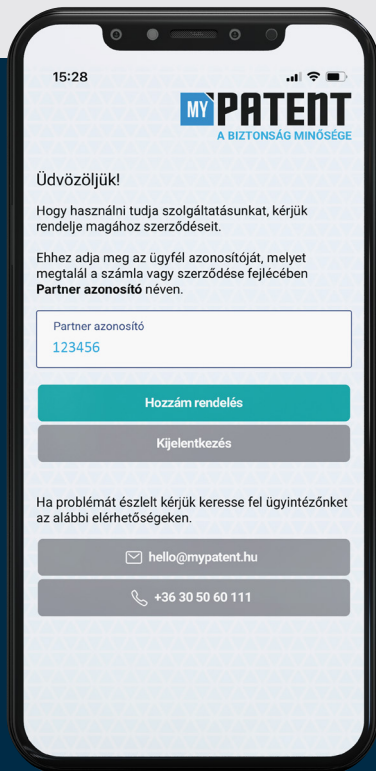 15:28
MY PATENT
A BIZTONSÁG MINŐSÉGE
Üdvözöljük!
Hogy használni tudja szolgáltatásunkat, kérjük
rendelje magához szerződéseit.
Ehhez adja meg az ügyfél azonosítóját, melyet
megtalál a számla vagy szerződése fejlécében
Partner azonosító néven.
Partner azonosító
123456
Hozzám rendelés
Kijelentkezés
Ha problémát észlelt kérjük keresse fel ügyintézőnket
az alábbi elérhetőségeken.
hello@mypatent.hu
+36 30 50 60 111